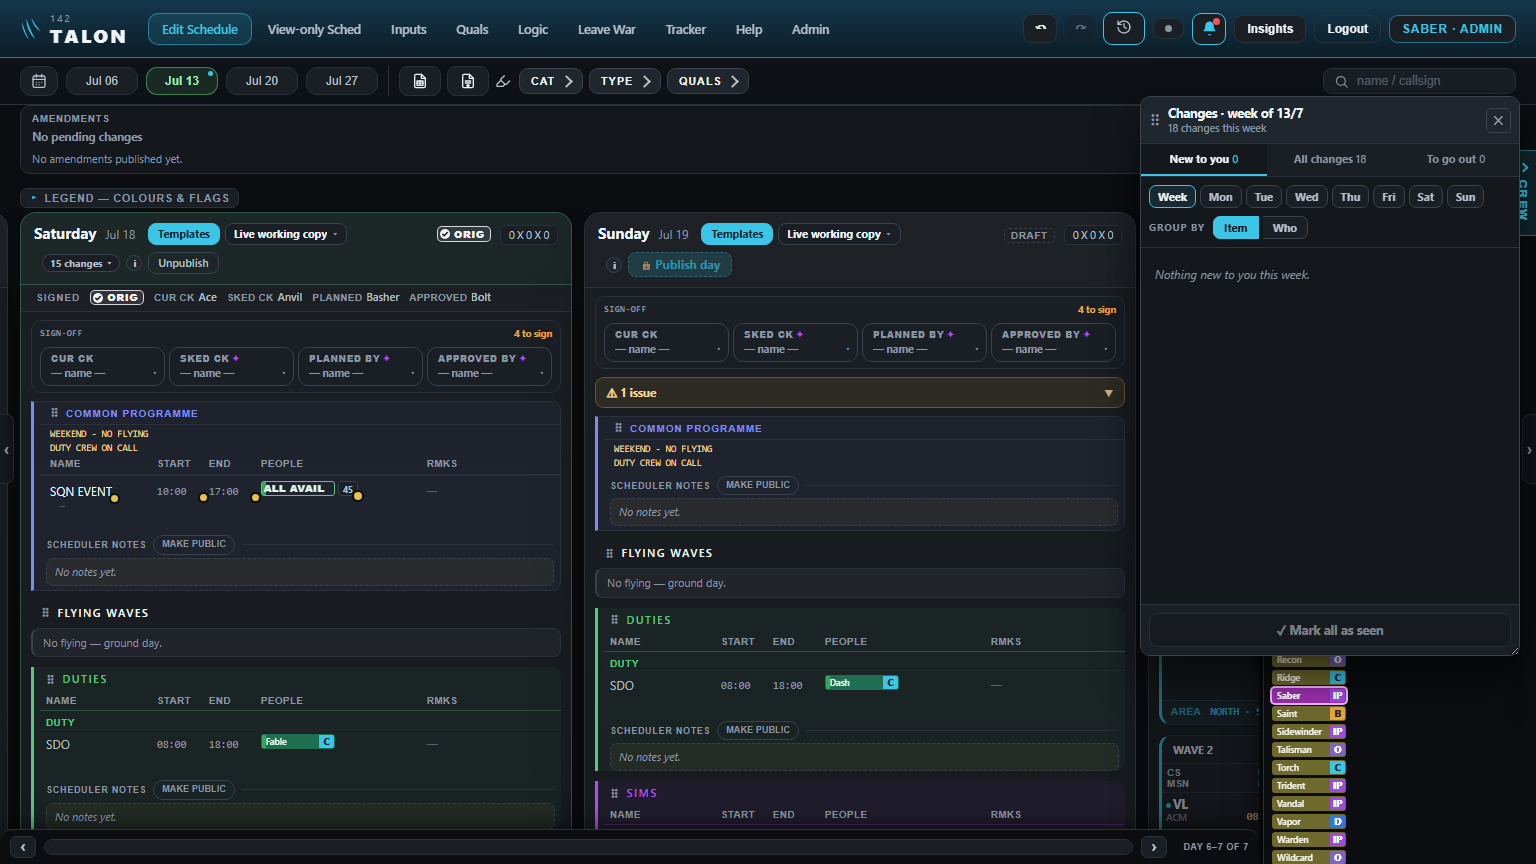 142
TALON
Edit Schedule
View-only Sched
Inputs
Quals
Logic
Leave War
Tracker
Help
Admin
Insights
Logout
SABER · ADMIN
Jul 06
Jul 13
Jul 20
Jul 27
CAT
TYPE
QUALS
name / callsign
AMENDMENTS
No pending changes
No amendments published yet.
LEGEND — COLOURS & FLAGS
Saturday Jul 18
Templates
Live working copy
ORIG
0X0X0
15 changes
i
Unpublish
SIGNED ORIG CUR CK Ace SKED CK Anvil PLANNED Basher APPROVED Bolt
SIGN-OFF
4 to sign
CUR CK
— name —
SKED CK
— name —
PLANNED BY
— name —
APPROVED BY
— name —
COMMON PROGRAMME
WEEKEND - NO FLYING
DUTY CREW ON CALL
NAME START END PEOPLE RMKS
SQN EVENT 10:00 17:00 ALL AVAIL 45 —
—
SCHEDULER NOTES MAKE PUBLIC
No notes yet.
FLYING WAVES
No flying — ground day.
DUTIES
NAME START END PEOPLE RMKS
DUTY
SDO 08:00 18:00 Fable C —
SCHEDULER NOTES MAKE PUBLIC
No notes yet.
Sunday Jul 19
Templates
Live working copy
DRAFT
0X0X0
i
Publish day
SIGN-OFF
4 to sign
CUR CK
— name —
SKED CK
— name —
PLANNED BY
— name —
APPROVED BY
— name —
1 issue
COMMON PROGRAMME
WEEKEND - NO FLYING
DUTY CREW ON CALL
SCHEDULER NOTES MAKE PUBLIC
No notes yet.
FLYING WAVES
No flying — ground day.
DUTIES
NAME START END PEOPLE RMKS
DUTY
SDO 08:00 18:00 Dash C —
SCHEDULER NOTES MAKE PUBLIC
No notes yet.
SIMS
NAME START END PEOPLE RMKS
Changes · week of 13/7
18 changes this week
New to you 0
All changes 18
To go out 0
Week
Mon
Tue
Wed
Thu
Fri
Sat
Sun
GROUP BY
Item
Who
Nothing new to you this week.
✓ Mark all as seen
CREW
AREA NORTH ·
WAVE 2
CS
MSN
VL
ACM
08
Recon O
Ridge C
Saber IP
Saint B
Sidewinder IP
Talisman O
Torch C
Trident IP
Vandal IP
Vapor D
Warden IP
Wildcard O
DAY 6–7 OF 7